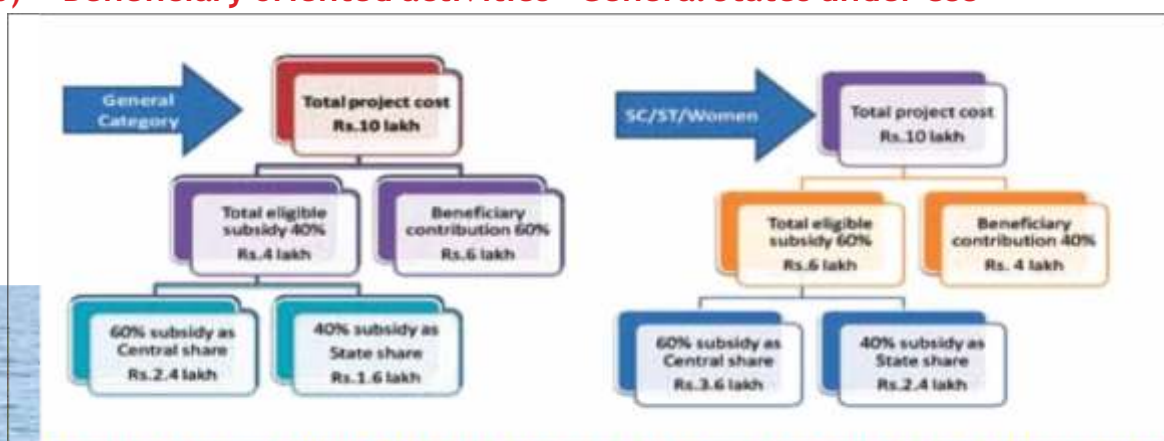 Beneficiary oriented activities
General
Category
Total project cost
Rs.10 lakh
Total eligible
subsidy 40%
Rs.4 lakh
Beneficiary
contribution 60%
Rs.6 lakh
60% subsidy as
Central share
Rs.2.4 lakh
40% subsidy as
State share
Rs.1.6 lakh
SC/ST/Women
Total project cost
Rs.10 lakh
Total eligible
subsidy 60%
Rs.6 lakh
Beneficiary
contribution 40%
Rs. 4 lakh
60% subsidy as
Central share
Rs.3.6 lakh
40% subsidy as
State share
Rs.2.4 lakh